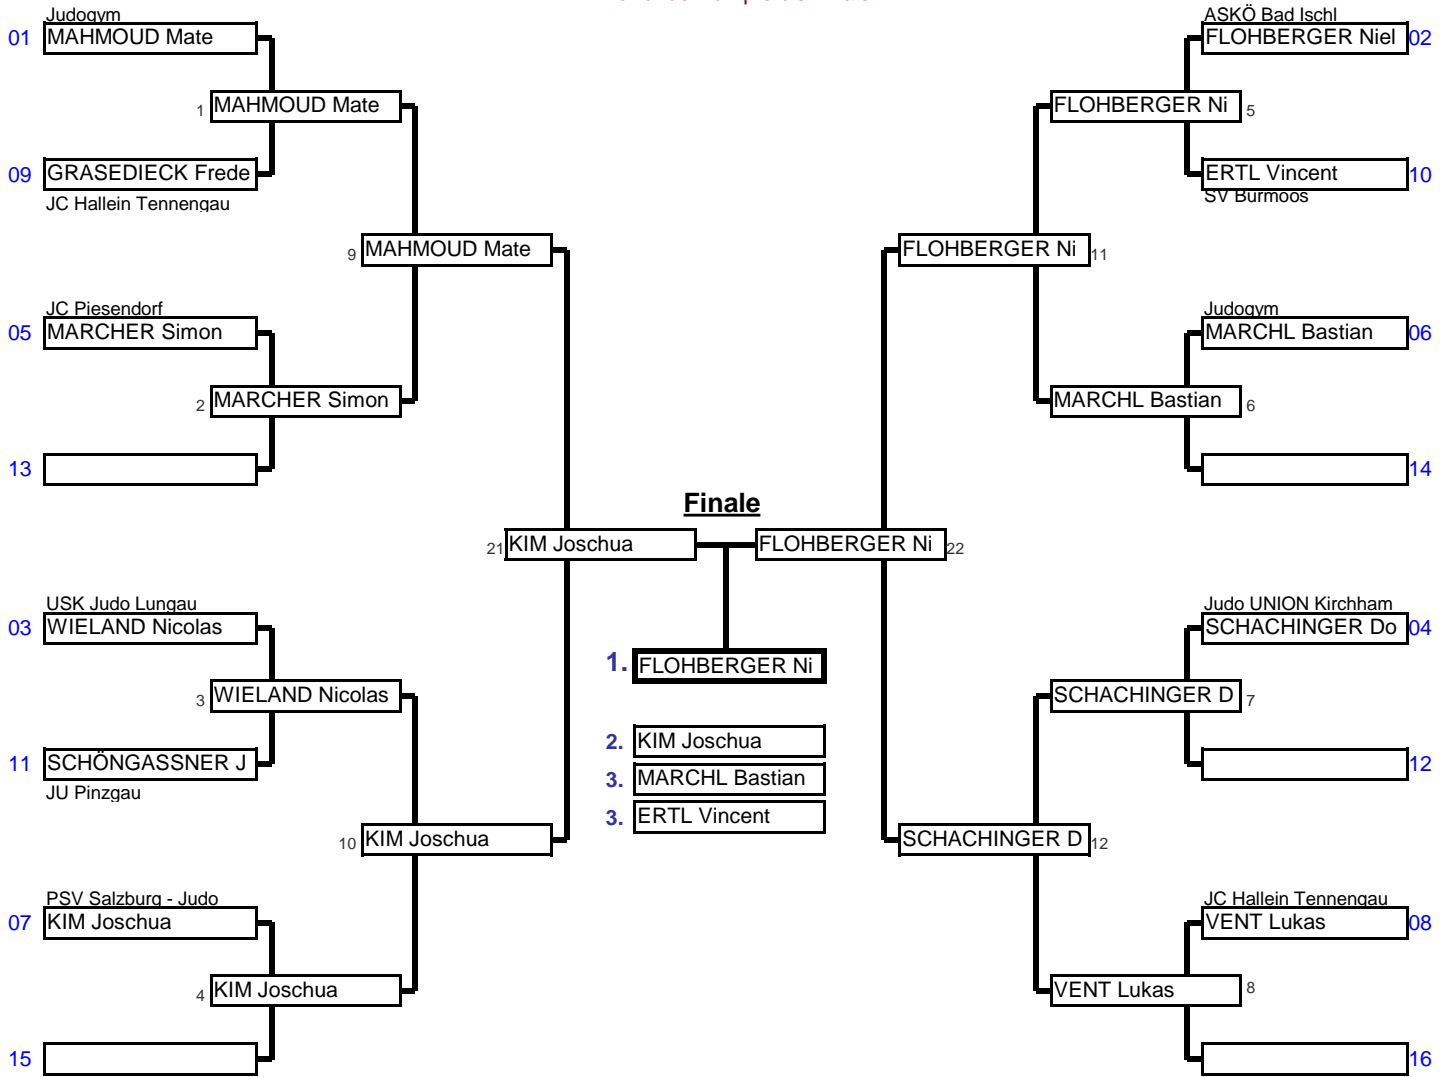 Judogym
01 MAHMOUD Mate
1 MAHMOUD Mate
09 GRASEDIECK Frede
JC Hallein Tennengau
9 MAHMOUD Mate
JC Piesendorf
05 MARCHER Simon
2 MARCHER Simon
13
21 KIM Joschua
USK Judo Lungau
03 WIELAND Nicolas
3 WIELAND Nicolas
11 SCHÖNGASSNER J
JU Pinzgau
10 KIM Joschua
PSV Salzburg - Judo
07 KIM Joschua
4 KIM Joschua
15
Finale
1. FLOHBERGER Ni
2. KIM Joschua
3. MARCHL Bastian
3. ERTL Vincent
ASKÖ Bad Ischl
FLOHBERGER Niel 02
FLOHBERGER Ni 5
ERTL Vincent 10
SV Bürmoos
FLOHBERGER Ni 11
Judogym
MARCHL Bastian 06
MARCHL Bastian 6
14
FLOHBERGER Ni 22
Judo UNION Kirchham
SCHACHINGER Do 04
SCHACHINGER D 7
12
SCHACHINGER D 12
JC Hallein Tennengau
VENT Lukas 08
VENT Lukas 8
16